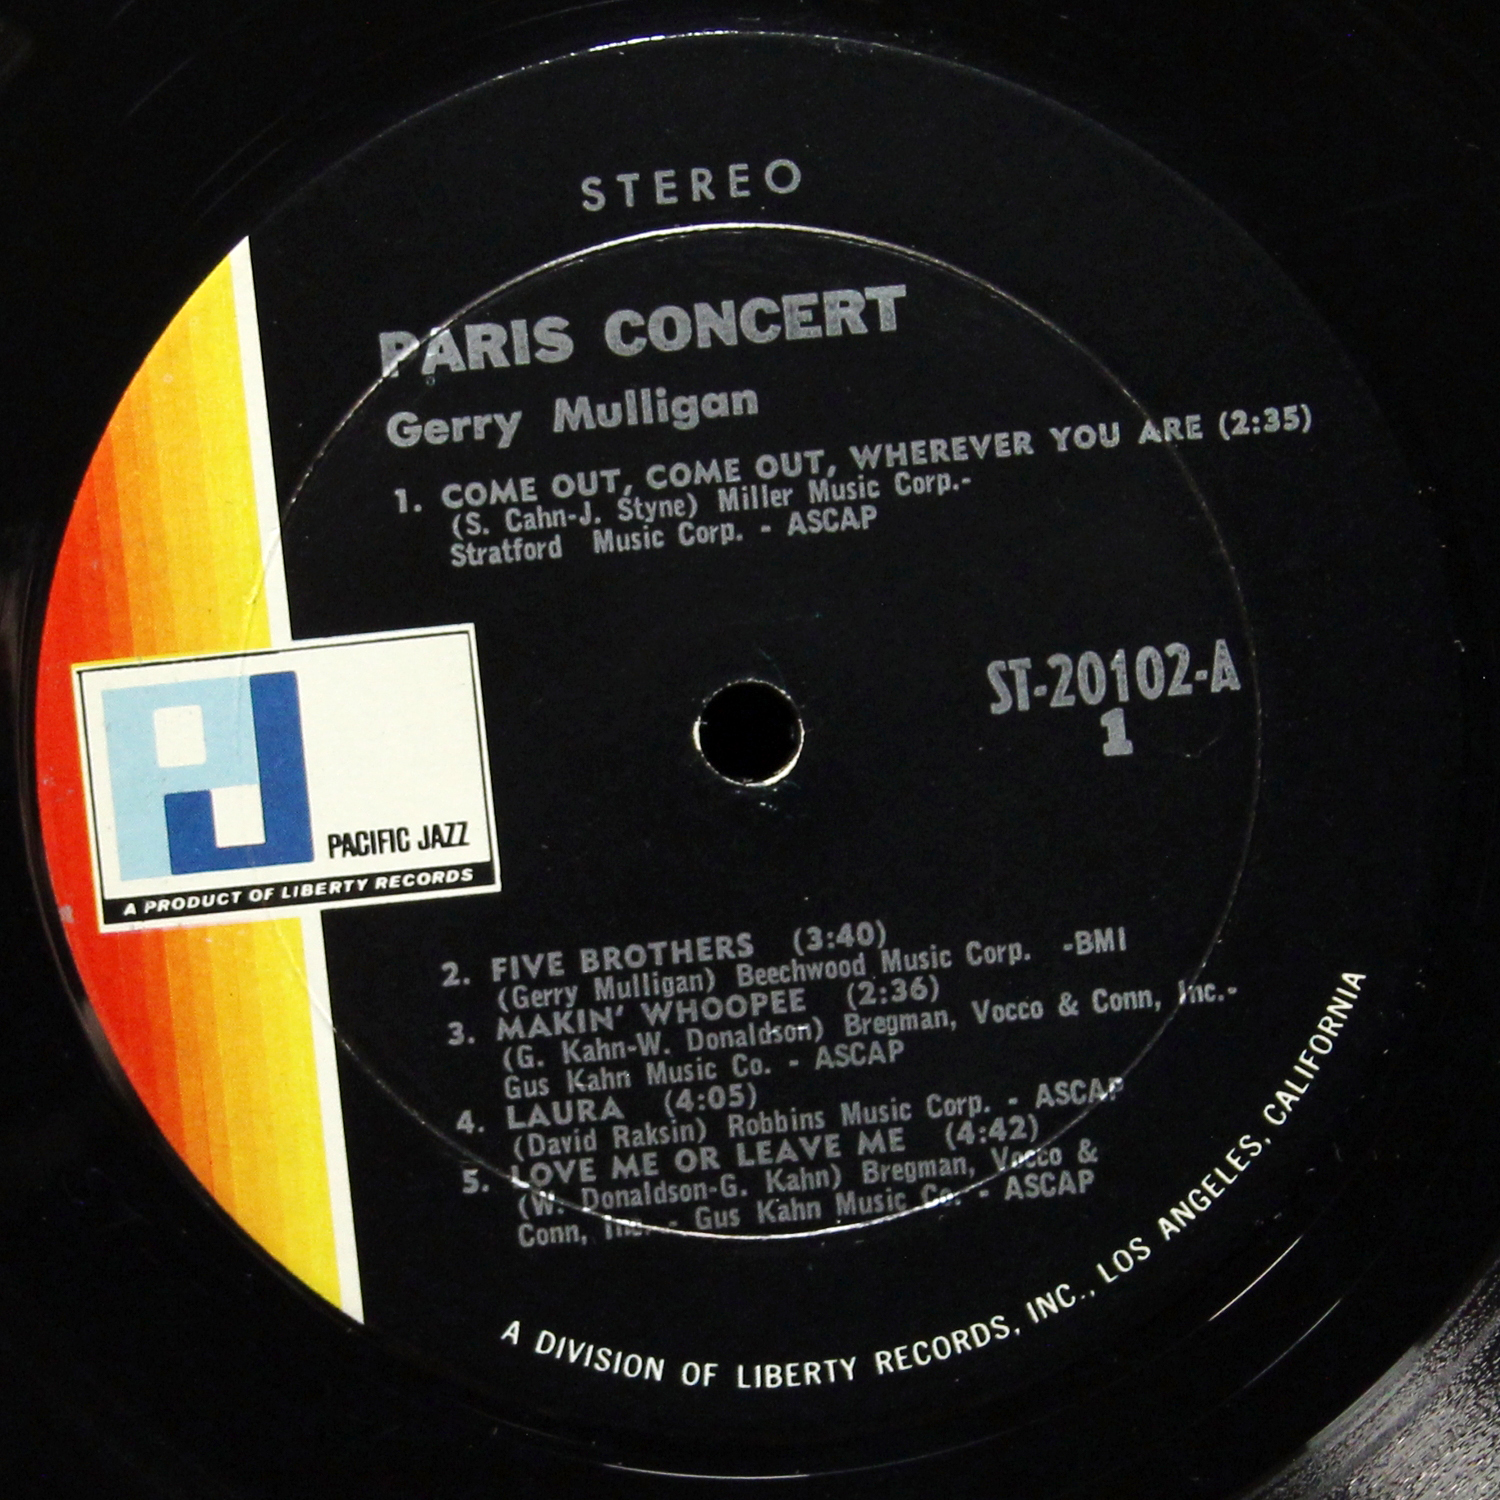 STEREO
PARIS CONCERT
Gerry Mulligan
1. COME OUT, COME OUT, WHEREVER YOU ARE (2:35)
(S. Cahn-J. Styne) Miller Music Corp.-
Stratford Music Corp. - ASCAP
ST-20102-A
1
PJ
PACIFIC JAZZ
A PRODUCT OF LIBERTY RECORDS
2. FIVE BROTHERS (3:40)
(Gerry Mulligan) Beechwood Music Corp. -BMI
3. MAKIN' WHOOPEE (2:36)
(G. Kahn-W. Donaldson) Bregman, Vocco & Conn, Inc.-
Gus Kahn Music Co. - ASCAP
4. LAURA (4:05)
(David Raksin) Robbins Music Corp. - ASCAP
5. LOVE ME OR LEAVE ME (4:42)
(W. Donaldson-G. Kahn) Bregman, Vocco &
Conn, Inc. - Gus Kahn Music Co. - ASCAP
A DIVISION OF LIBERTY RECORDS, INC., LOS ANGELES, CALIFORNIA